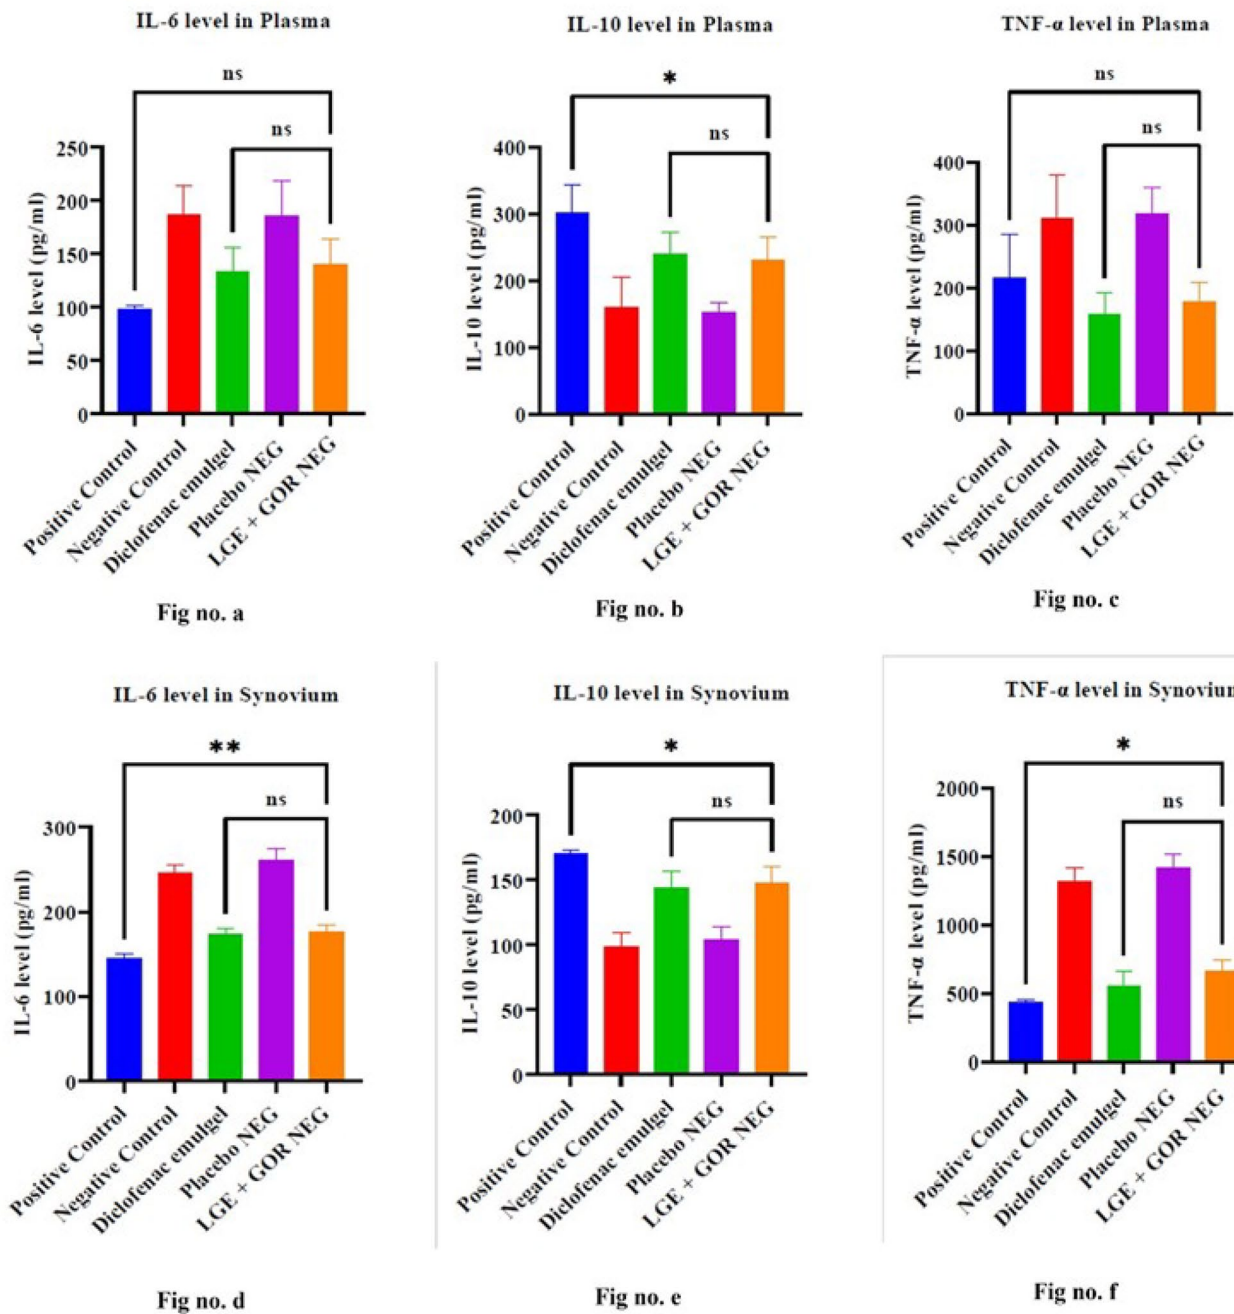 IL-6 level in Plasma
ns
ns
250
200
150
100
50
0
IL-6 level (pg/ml)
Positive Control
Negative Control
Diclofenac emulgel
Placebo NEG
LGE + GOR NEG
Fig no. a
IL-10 level in Plasma
*
ns
400
300
200
100
0
IL-10 level (pg/ml)
Positive Control
Negative Control
Diclofenac emulgel
Placebo NEG
LGE + GOR NEG
Fig no. b
TNF-α level in Plasma
ns
ns
400
300
200
100
0
TNF-α level (pg/ml)
Positive Control
Negative Control
Diclofenac emulgel
Placebo NEG
LGE + GOR NEG
Fig no. c
IL-6 level in Synovium
**
ns
300
200
100
0
IL-6 level (pg/ml)
Positive Control
Negative Control
Diclofenac emulgel
Placebo NEG
LGE + GOR NEG
Fig no. d
IL-10 level in Synovium
*
ns
200
150
100
50
0
IL-10 level (pg/ml)
Positive Control
Negative Control
Diclofenac emulgel
Placebo NEG
LGE + GOR NEG
Fig no. e
TNF-α level in Synovium
*
ns
2000
1500
1000
500
0
TNF-α level (pg/ml)
Positive Control
Negative Control
Diclofenac emulgel
Placebo NEG
LGE + GOR NEG
Fig no. f